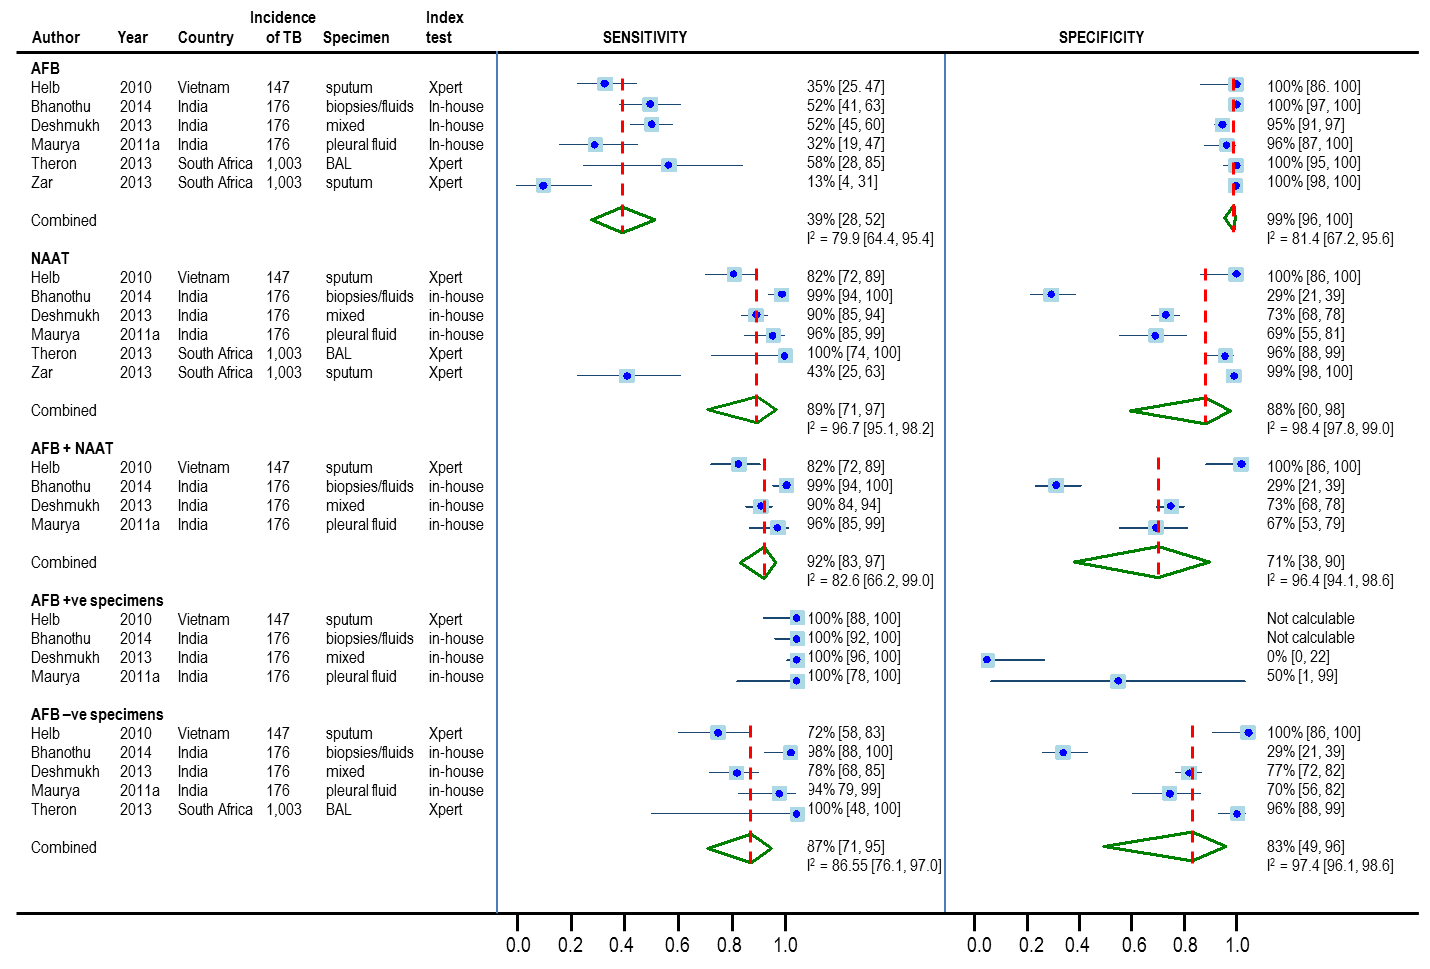 Author Year Country Incidence of TB Specimen Index test SENSITIVITY SPECIFICITY
AFB
Helb 2010 Vietnam 147 sputum Xpert 35% [25. 47] 100% [86. 100]
Bhanothu 2014 India 176 biopsies/fluids In-house 52% [41, 63] 100% [97, 100]
Deshmukh 2013 India 176 mixed In-house 52% [45, 60] 95% [91, 97]
Maurya 2011a India 176 pleural fluid In-house 32% [19, 47] 96% [87, 100]
Theron 2013 South Africa 1,003 BAL Xpert 58% [28, 85] 100% [95, 100]
Zar 2013 South Africa 1,003 sputum Xpert 13% [4, 31] 100% [98, 100]
Combined 39% [28, 52] 99% [96, 100]
I² = 79.9 [64.4, 95.4] I² = 81.4 [67.2, 95.6]
NAAT
Helb 2010 Vietnam 147 sputum Xpert 82% [72, 89] 100% [86, 100]
Bhanothu 2014 India 176 biopsies/fluids in-house 99% [94, 100] 29% [21, 39]
Deshmukh 2013 India 176 mixed in-house 90% [85, 94] 73% [68, 78]
Maurya 2011a India 176 pleural fluid in-house 96% [85, 99] 69% [55, 81]
Theron 2013 South Africa 1,003 BAL Xpert 100% [74, 100] 96% [88, 99]
Zar 2013 South Africa 1,003 sputum Xpert 43% [25, 63] 99% [98, 100]
Combined 89% [71, 97] 88% [60, 98]
I² = 96.7 [95.1, 98.2] I² = 98.4 [97.8, 99.0]
AFB + NAAT
Helb 2010 Vietnam 147 sputum Xpert 82% [72, 89] 100% [86, 100]
Bhanothu 2014 India 176 biopsies/fluids in-house 99% [94, 100] 29% [21, 39]
Deshmukh 2013 India 176 mixed in-house 90% 84, 94] 73% [68, 78]
Maurya 2011a India 176 pleural fluid in-house 96% [85, 99] 67% [53, 79]
Combined 92% [83, 97] 71% [38, 90]
I² = 82.6 [66.2, 99.0] I² = 96.4 [94.1, 98.6]
AFB +ve specimens
Helb 2010 Vietnam 147 sputum Xpert 100% [88, 100] Not calculable
Bhanothu 2014 India 176 biopsies/fluids in-house 100% [92, 100] Not calculable
Deshmukh 2013 India 176 mixed in-house 100% [96, 100] 0% [0, 22]
Maurya 2011a India 176 pleural fluid in-house 100% [78, 100] 50% [1, 99]
AFB –ve specimens
Helb 2010 Vietnam 147 sputum Xpert 72% [58, 83] 100% [86, 100]
Bhanothu 2014 India 176 biopsies/fluids in-house 98% [88, 100] 29% [21, 39]
Deshmukh 2013 India 176 mixed in-house 78% [68, 85] 77% [72, 82]
Maurya 2011a India 176 pleural fluid in-house 94% 79, 99] 70% [56, 82]
Theron 2013 South Africa 1,003 BAL Xpert 100% [48, 100] 96% [88, 99]
Combined 87% [71, 95] 83% [49, 96]
I² = 86.55 [76.1, 97.0] I² = 97.4 [96.1, 98.6]
0.0 0.2 0.4 0.6 0.8 1.0 0.0 0.2 0.4 0.6 0.8 1.0